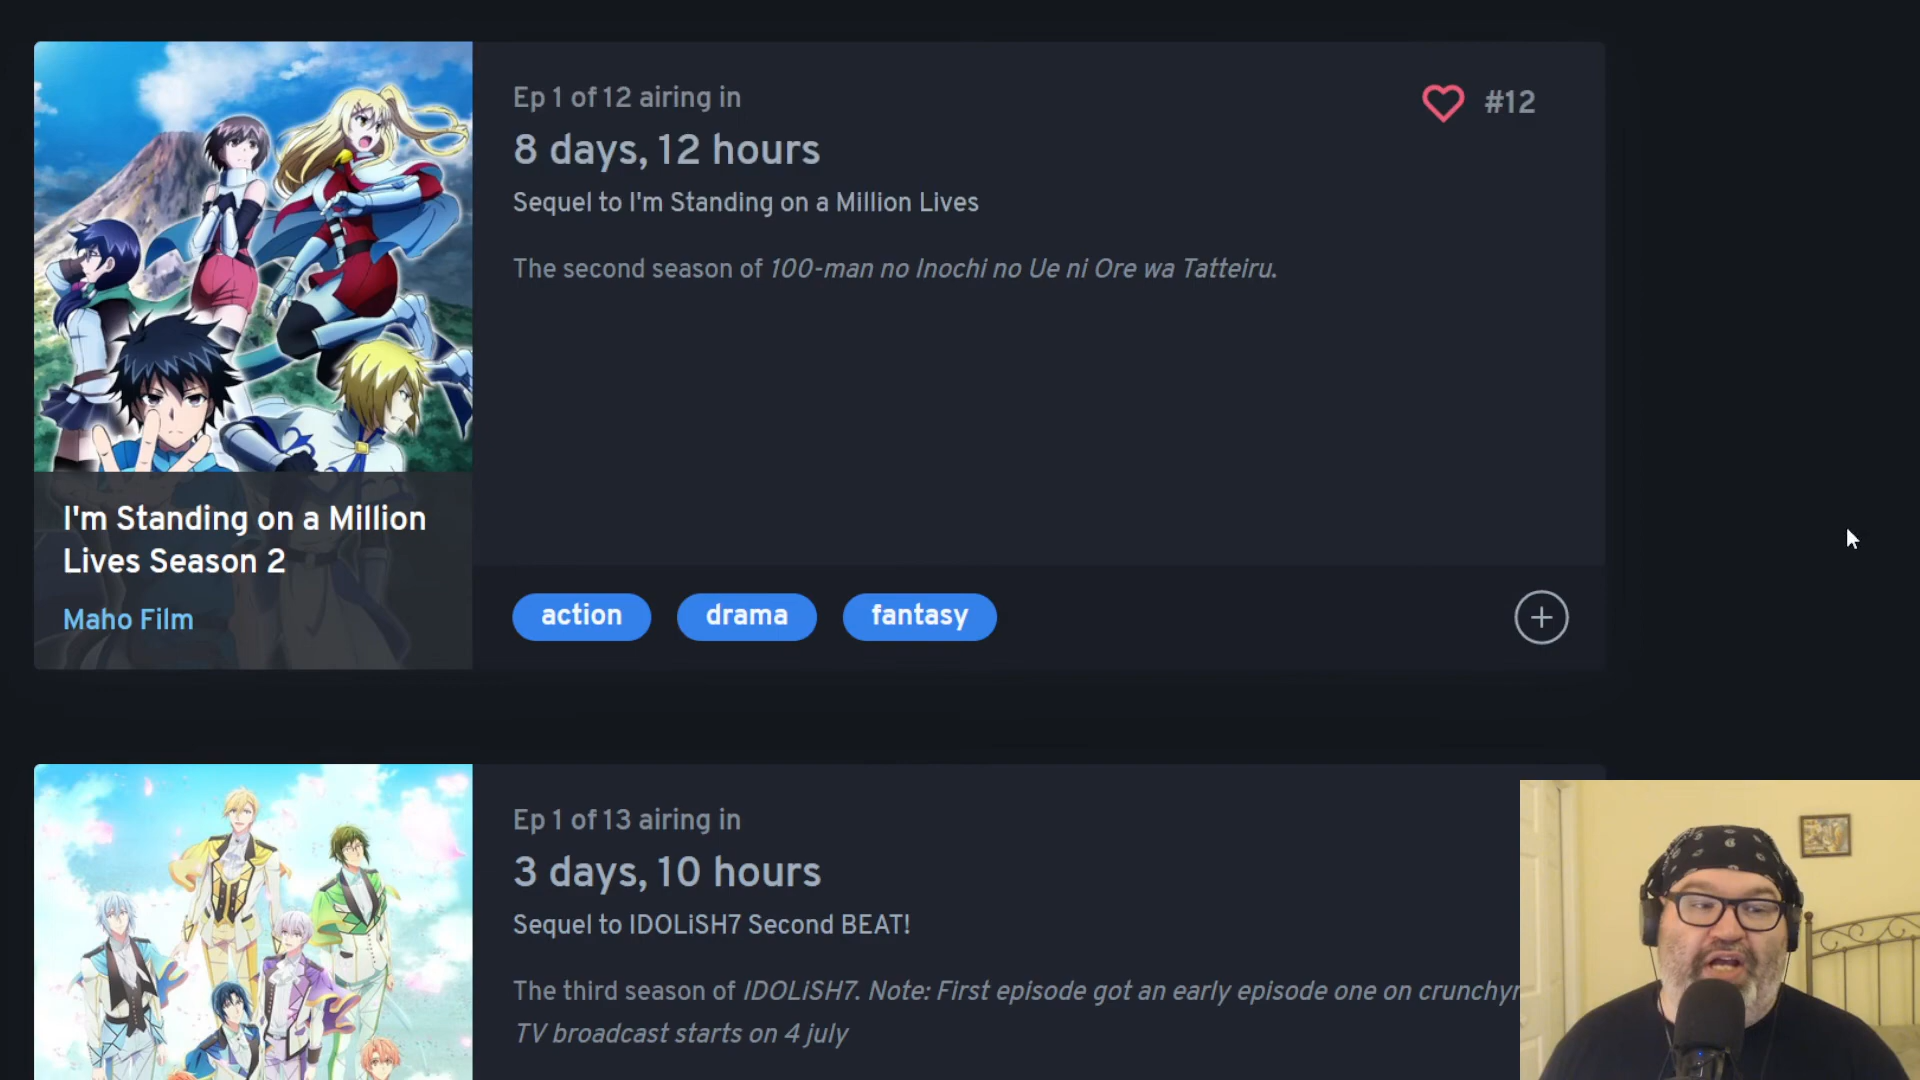 Ep 1 of 12 airing in
#12
8 days, 12 hours
Sequel to I'm Standing on a Million Lives
The second season of 100-man no Inochi no Ue ni Ore wa Tatteiru.
I'm Standing on a Million
Lives Season 2
Maho Film
action
drama
fantasy
Ep 1 of 13 airing in
3 days, 10 hours
Sequel to IDOLiSH7 Second BEAT!
The third season of IDOLiSH7. Note: First episode got an early episode one on
TV broadcast starts on 4 july